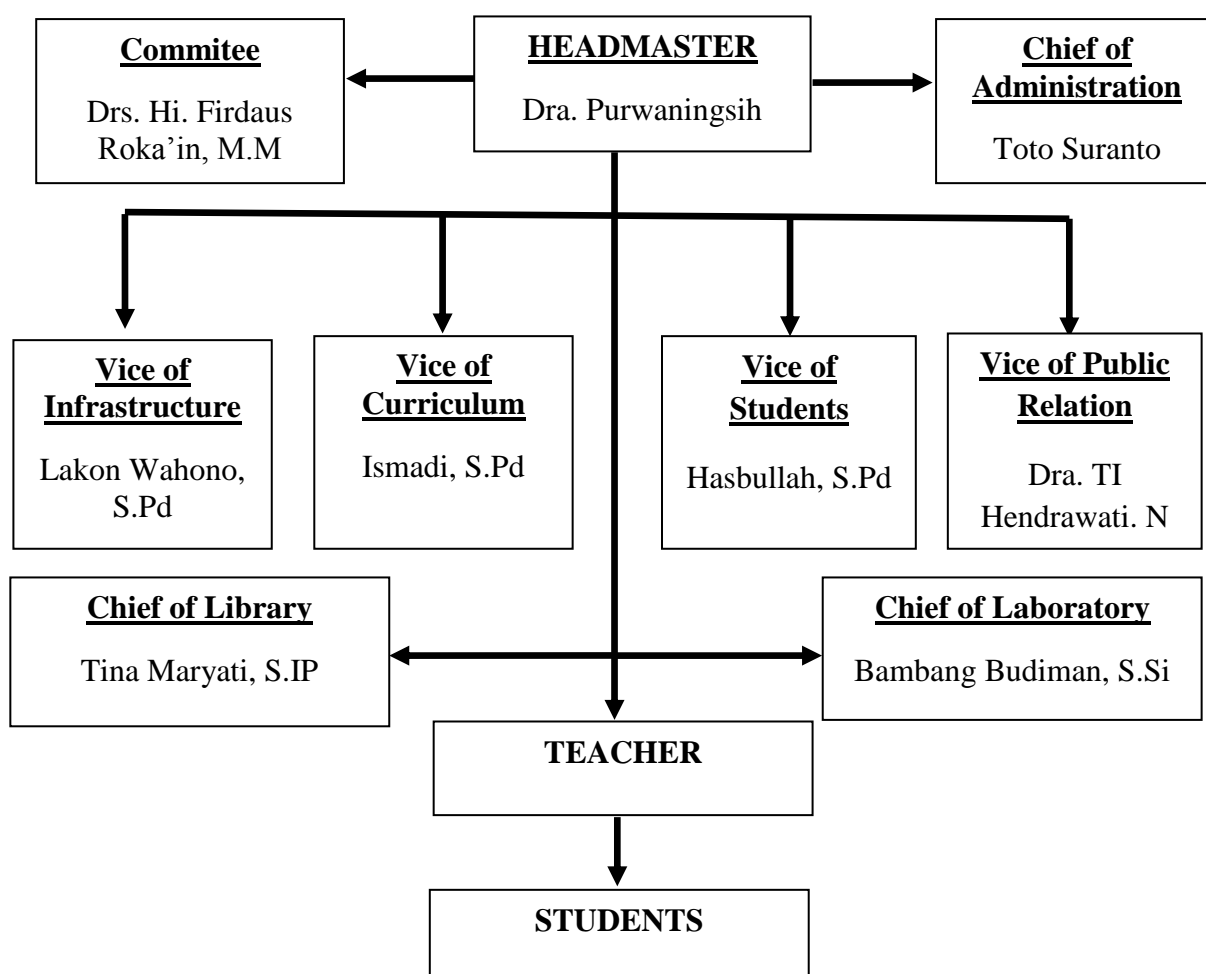 Commitee
Drs. Hi. Firdaus
Roka’in, M.M
HEADMASTER
Dra. Purwaningsih
Chief of
Administration
Toto Suranto
Vice of
Infrastructure
Lakon Wahono,
S.Pd
Vice of
Curriculum
Ismadi, S.Pd
Vice of
Students
Hasbullah, S.Pd
Vice of Public
Relation
Dra. TI
Hendrawati. N
Chief of Library
Tina Maryati, S.IP
Chief of Laboratory
Bambang Budiman, S.Si
TEACHER
STUDENTS